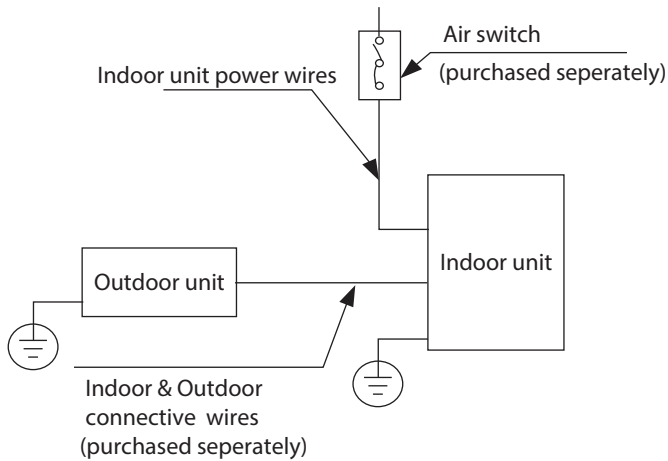 Air switch
(purchased seperately)
Indoor unit power wires
Outdoor unit
Indoor unit
Indoor & Outdoor
connective wires
(purchased seperately)